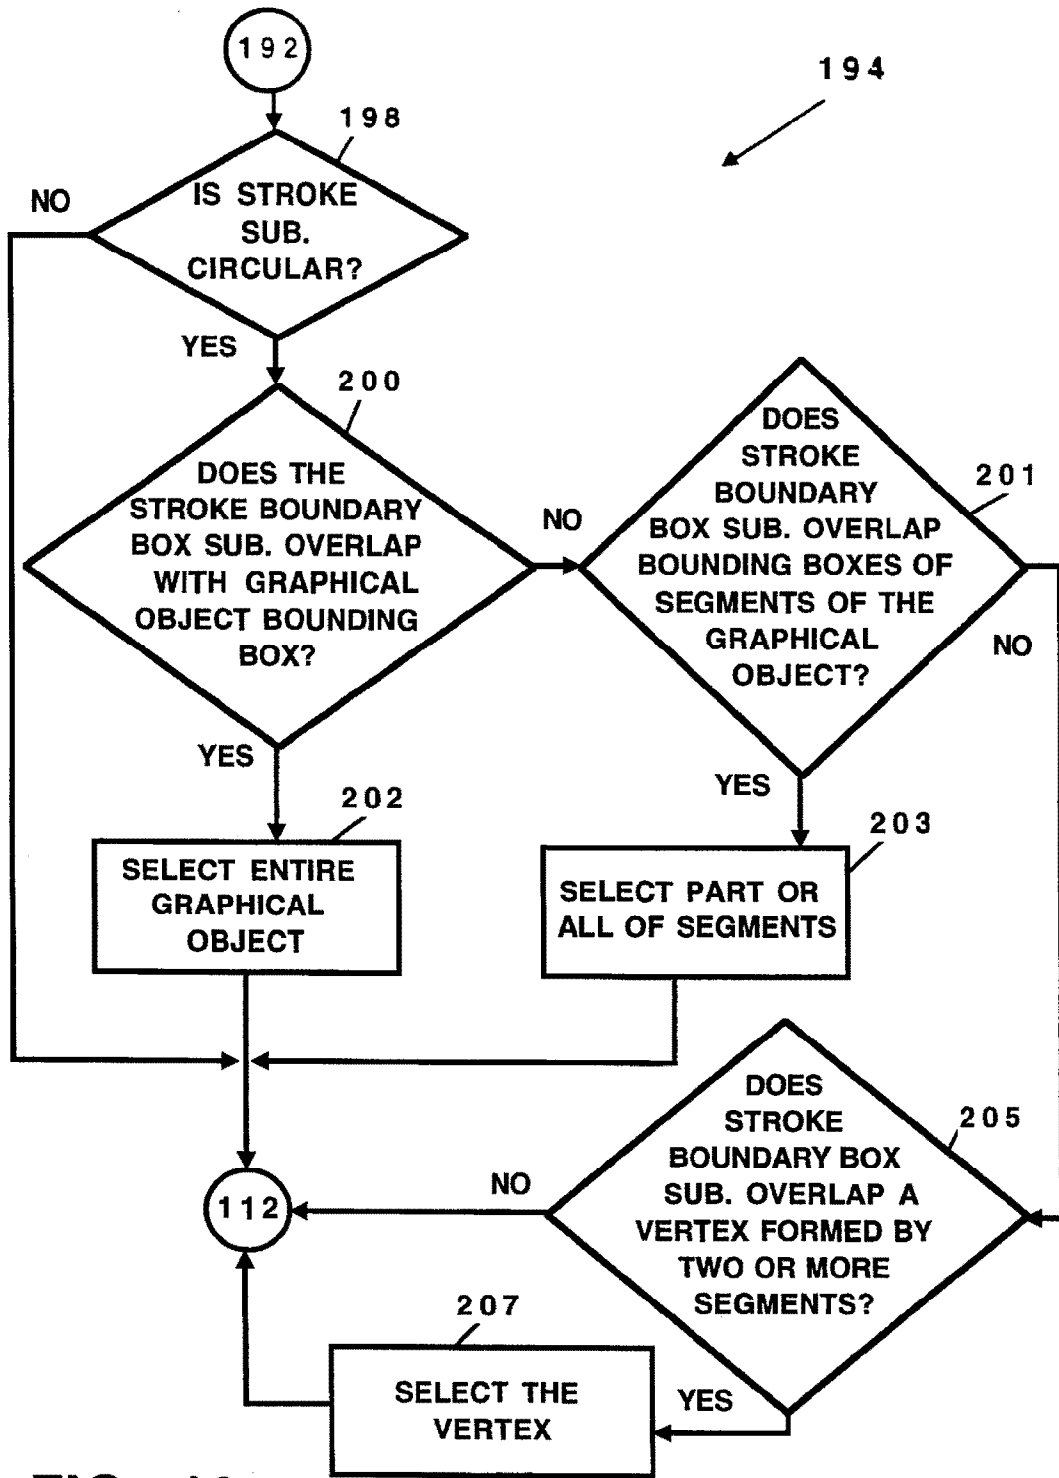 192
194
198
NO
IS STROKE
SUB.
CIRCULAR?
YES
200
DOES THE
STROKE BOUNDARY
BOX SUB. OVERLAP
WITH GRAPHICAL
OBJECT BOUNDING
BOX?
NO
DOES
STROKE
BOUNDARY
BOX SUB. OVERLAP
BOUNDING BOXES OF
SEGMENTS OF THE
GRAPHICAL
OBJECT?
201
NO
YES
YES
202
SELECT ENTIRE
GRAPHICAL
OBJECT
203
SELECT PART OR
ALL OF SEGMENTS
DOES
STROKE
BOUNDARY BOX
SUB. OVERLAP A
VERTEX FORMED BY
TWO OR MORE
SEGMENTS?
205
NO
112
207
SELECT THE
VERTEX
YES